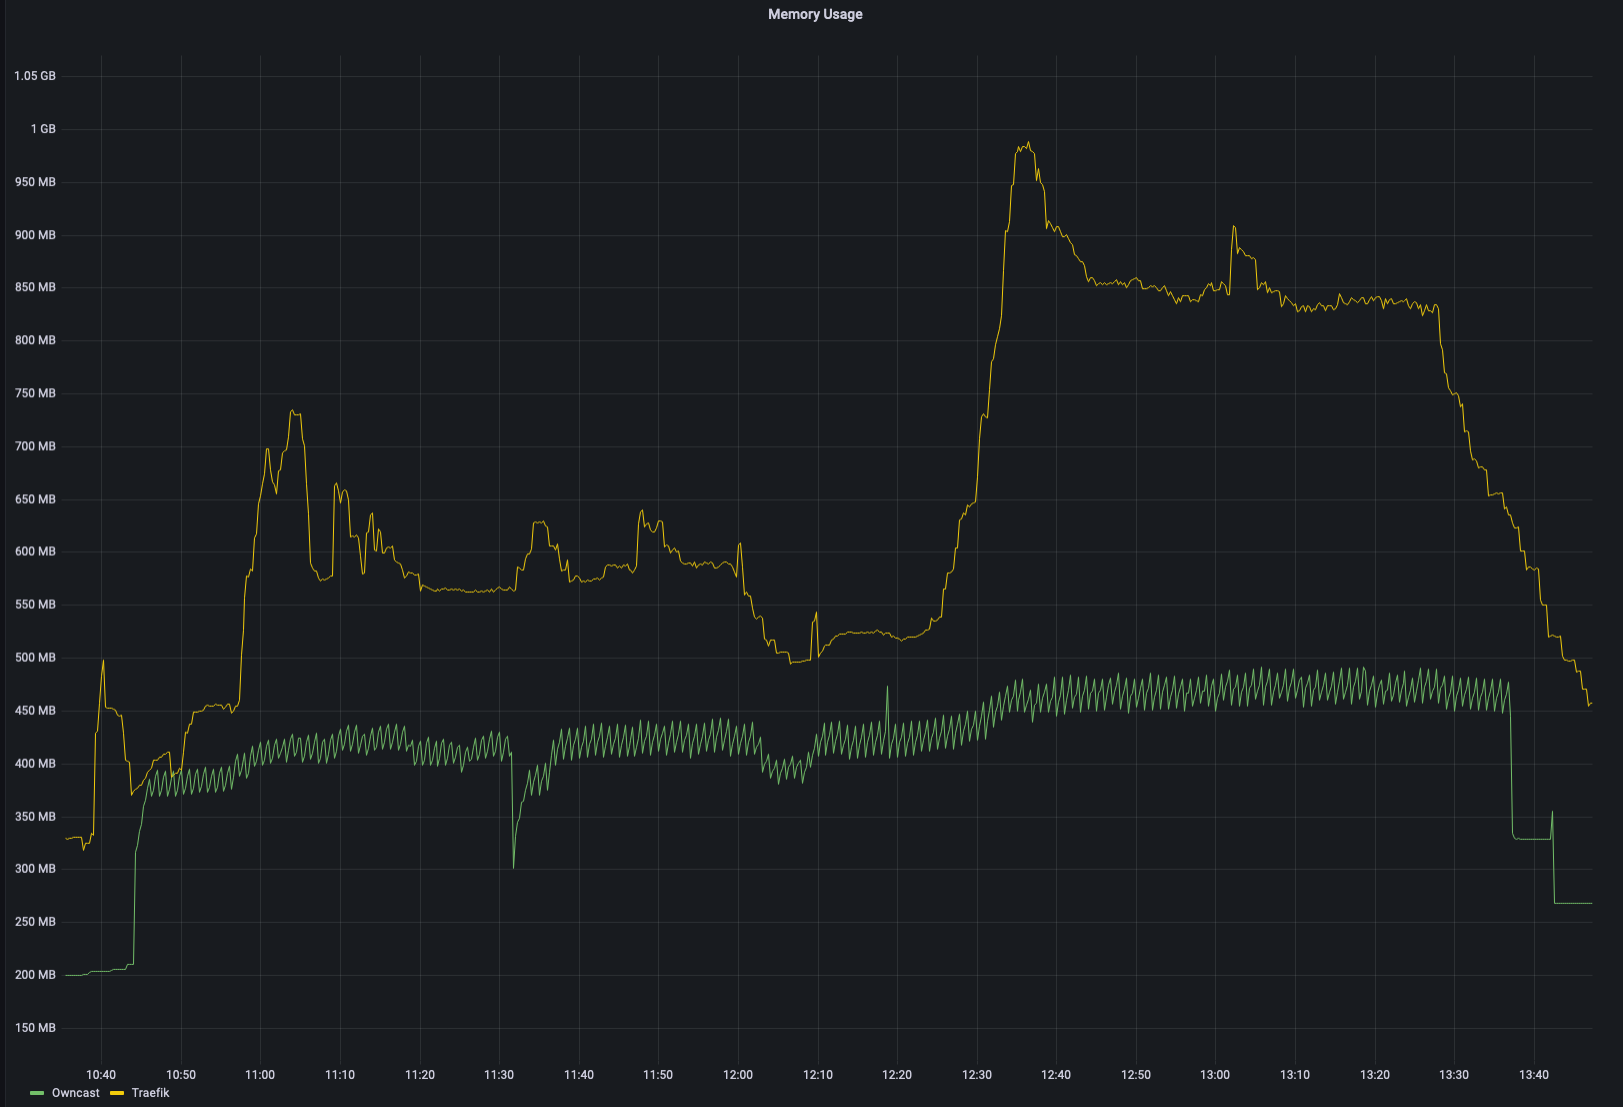 Memory Usage
1.05 GB
1 GB
950 MB
900 MB
850 MB
800 MB
750 MB
700 MB
650 MB
600 MB
550 MB
500 MB
450 MB
400 MB
350 MB
300 MB
250 MB
200 MB
150 MB
10:40 10:50 11:00 11:10 11:20 11:30 11:40 11:50 12:00 12:10 12:20 12:30 12:40 12:50 13:00 13:10 13:20 13:30 13:40
Owncast Traefik